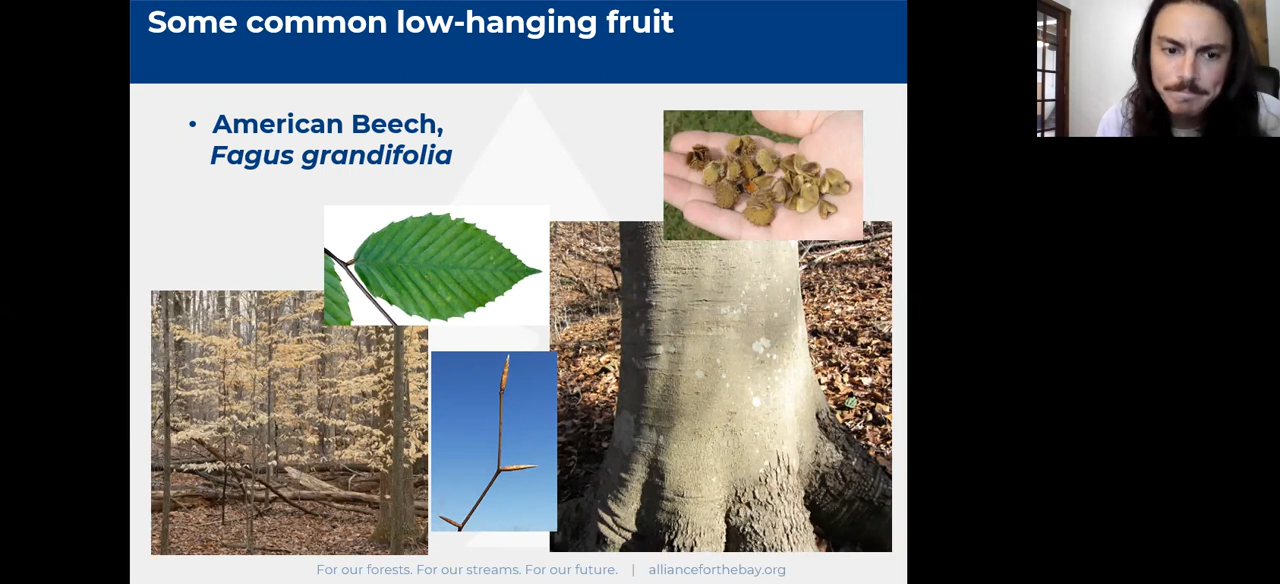 Some common low-hanging fruit
• American Beech,
Fagus grandifolia
For our forests. For our streams. For our future. | allianceforthebay.org